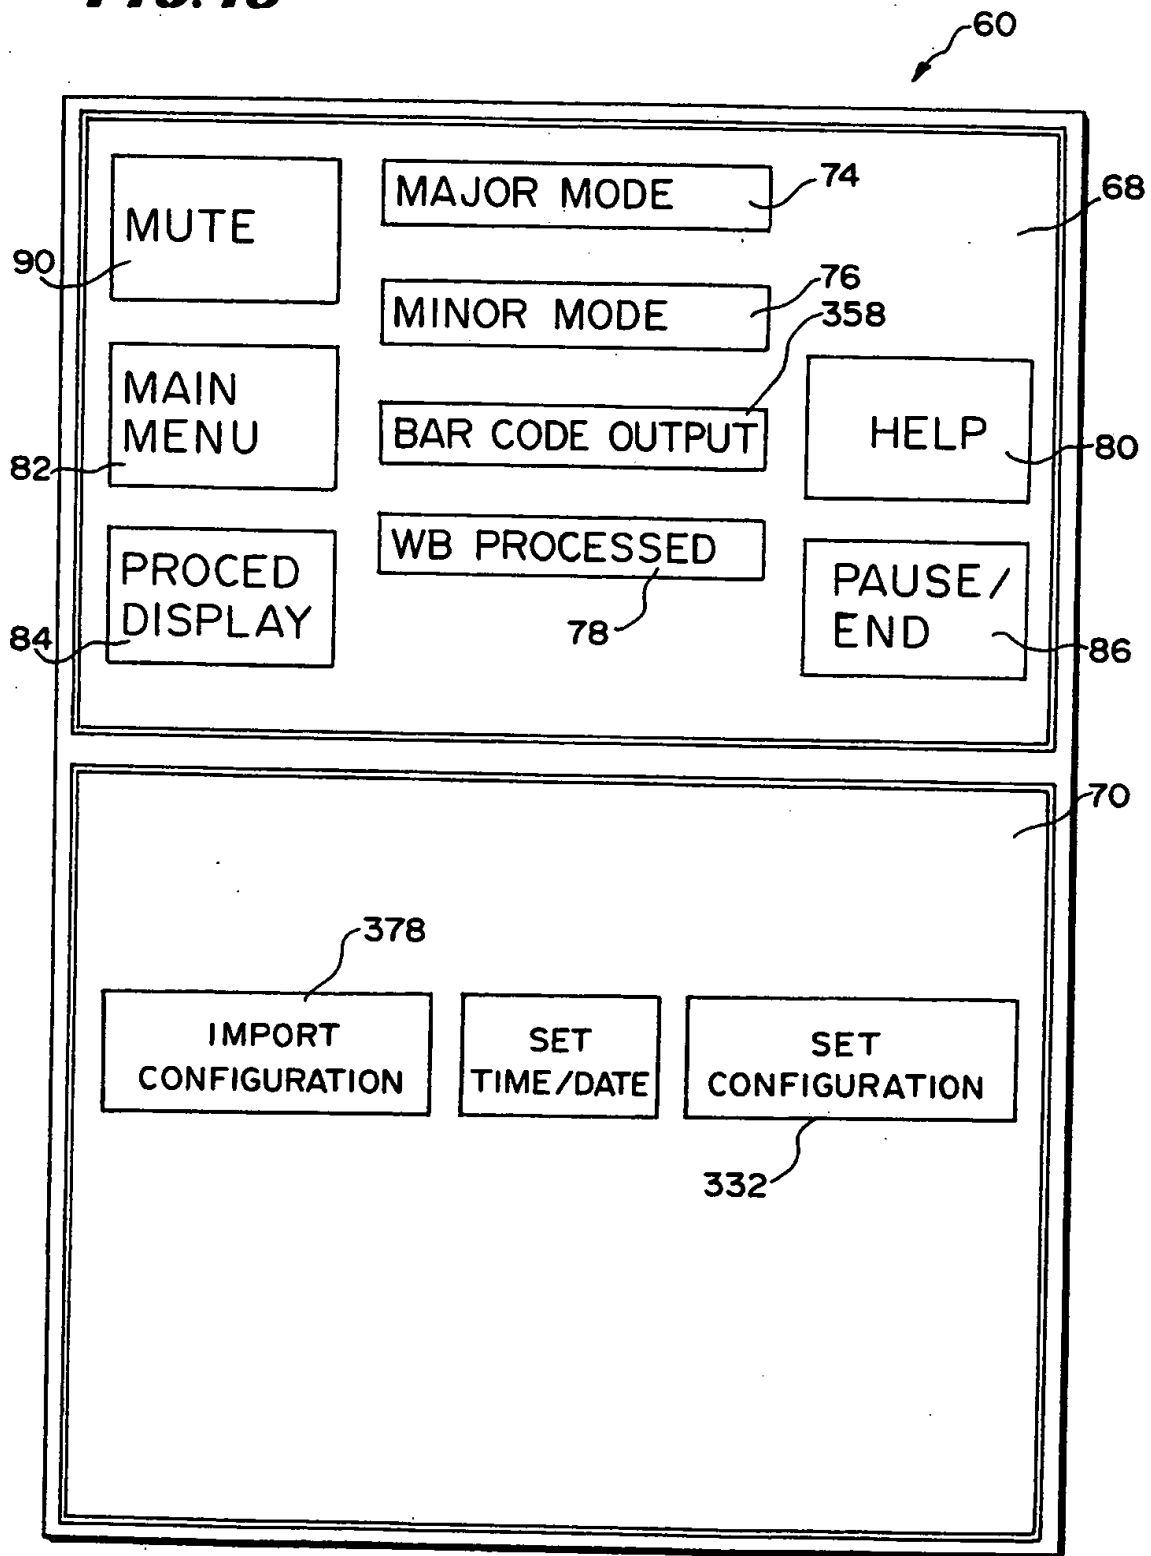 60
MUTE
MAJOR MODE
74
68
90
MINOR MODE
76
358
MAIN
MENU
82
BAR CODE OUTPUT
HELP
80
PROCED
DISPLAY
84
WB PROCESSED
78
PAUSE/
END
86
70
378
IMPORT
CONFIGURATION
SET
TIME/DATE
SET
CONFIGURATION
332